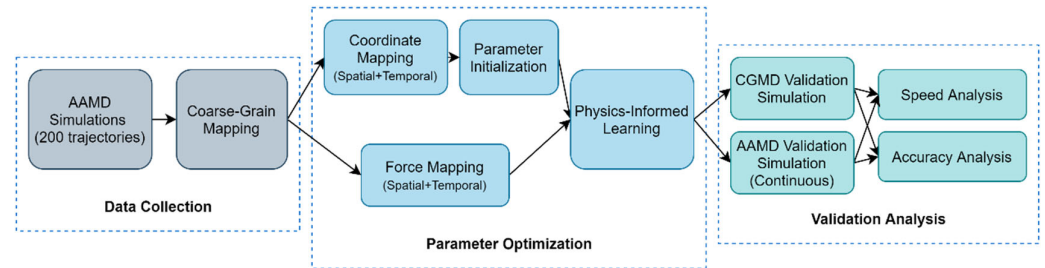 AAMD
Simulations
(200 trajectories)
Coarse-Grain
Mapping
Data Collection
Coordinate
Mapping
(Spatial+Temporal)
Parameter
Initialization
Force Mapping
(Spatial+Temporal)
Physics-Informed
Learning
Parameter Optimization
CGMD Validation
Simulation
AAMD Validation
Simulation
(Continuous)
Speed Analysis
Accuracy Analysis
Validation Analysis